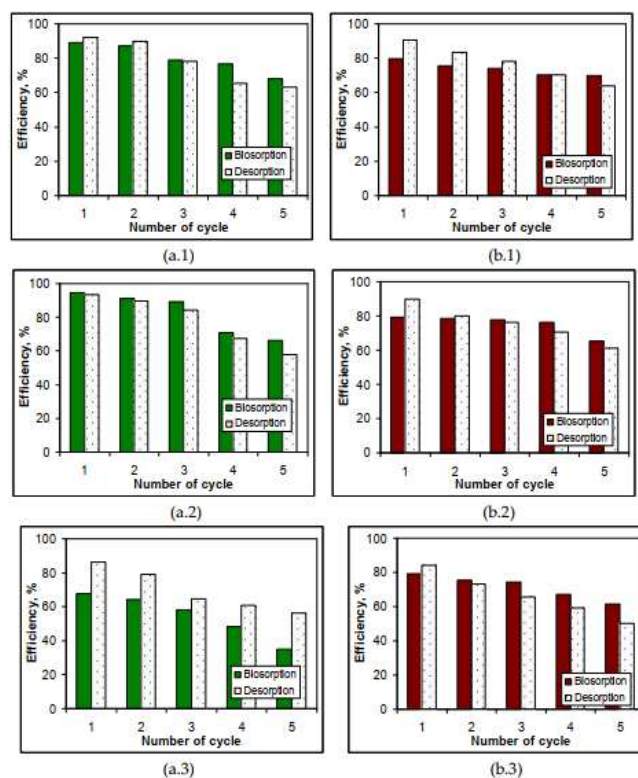 100
80
60
40
20
0
Efficiency, %
Biosorption
Desorption
1 2 3 4 5
Number of cycle
(a.1)
100
80
60
40
20
0
Efficiency, %
Biosorption
Desorption
1 2 3 4 5
Number of cycle
(b.1)
100
80
60
40
20
0
Efficiency, %
Biosorption
Desorption
1 2 3 4 5
Number of cycle
(a.2)
100
80
60
40
20
0
Efficiency, %
Biosorption
Desorption
1 2 3 4 5
Number of cycle
(b.2)
100
80
60
40
20
0
Efficiency, %
Biosorption
Desorption
1 2 3 4 5
Number of cycle
(a.3)
100
80
60
40
20
0
Efficiency, %
Biosorption
Desorption
1 2 3 4 5
Number of cycle
(b.3)